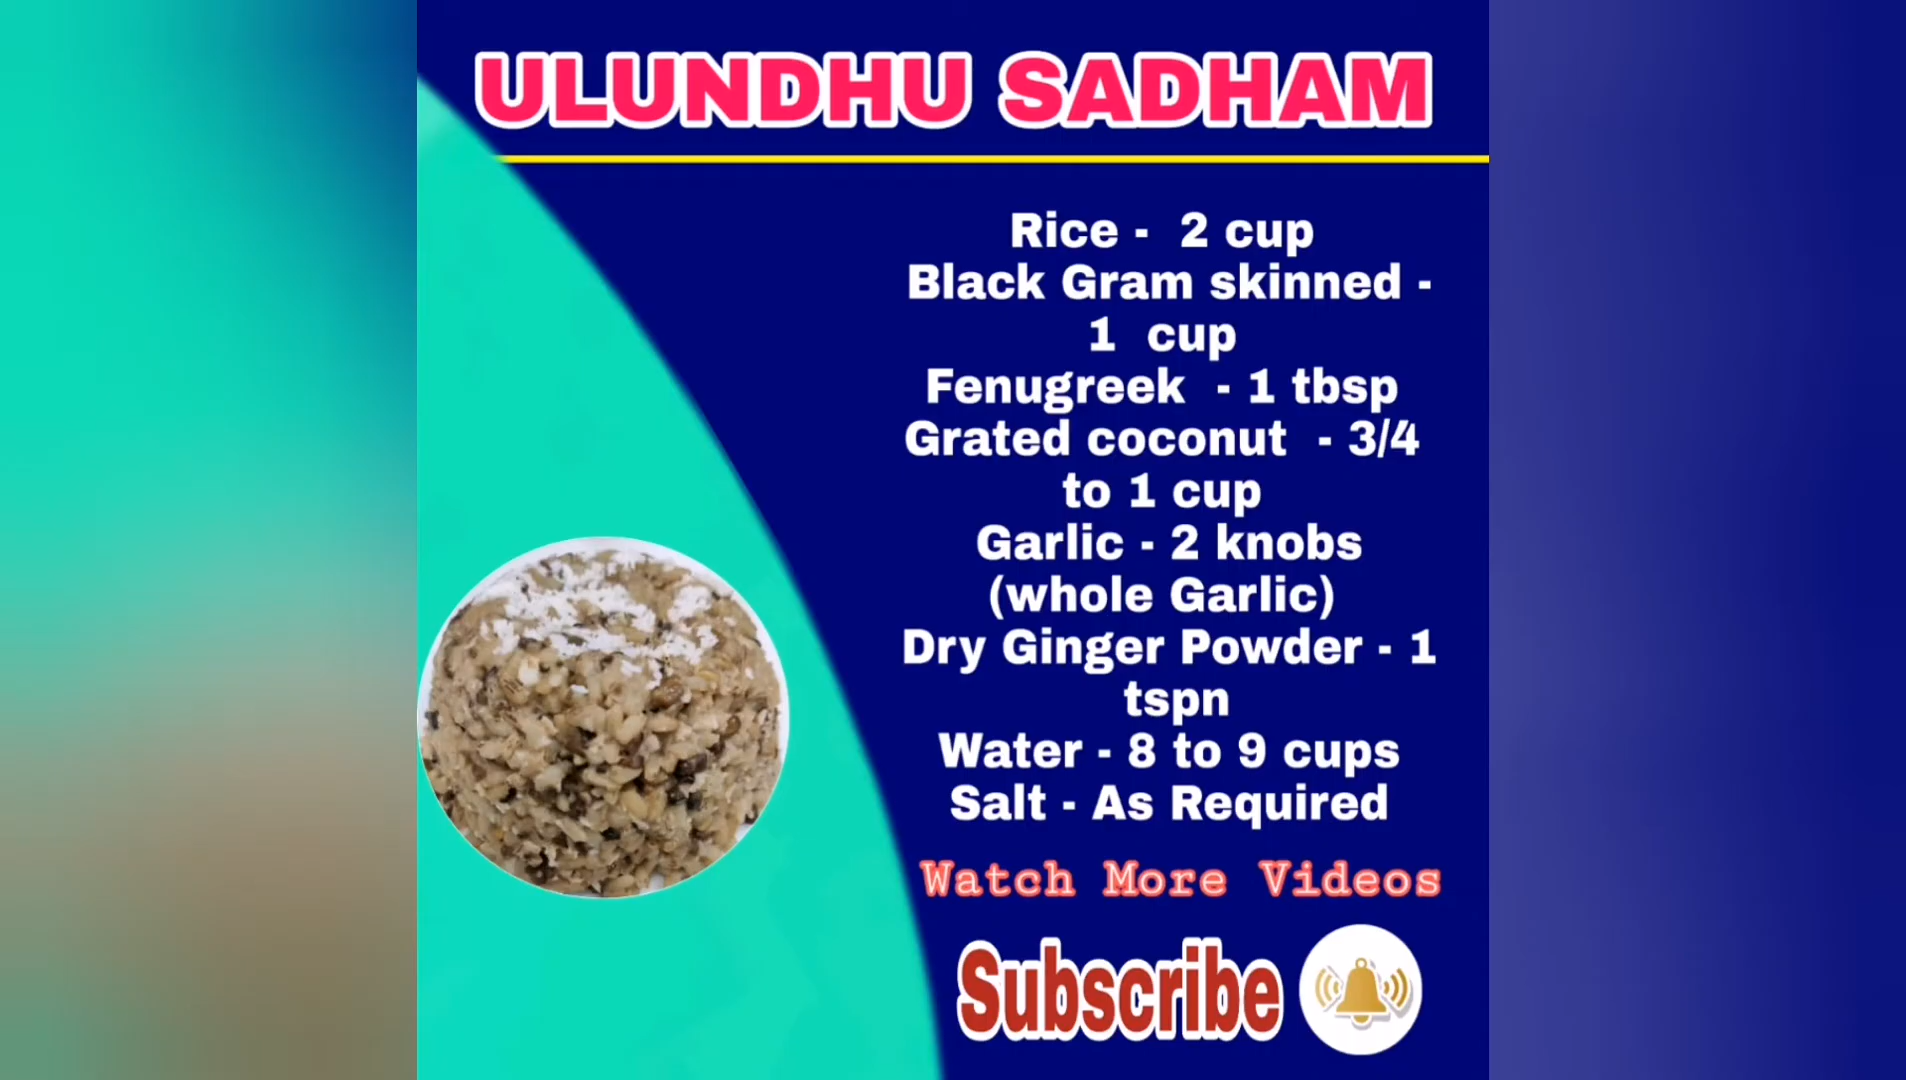 ULUNDHU SADHAM
Rice - 2 cup
Black Gram skinned -
1 cup
Fenugreek - 1 tbsp
Grated coconut - 3/4
to 1 cup
Garlic - 2 knobs
(whole Garlic)
Dry Ginger Powder - 1
tspn
Water - 8 to 9 cups
Salt - As Required
Watch More Videos
Subscribe